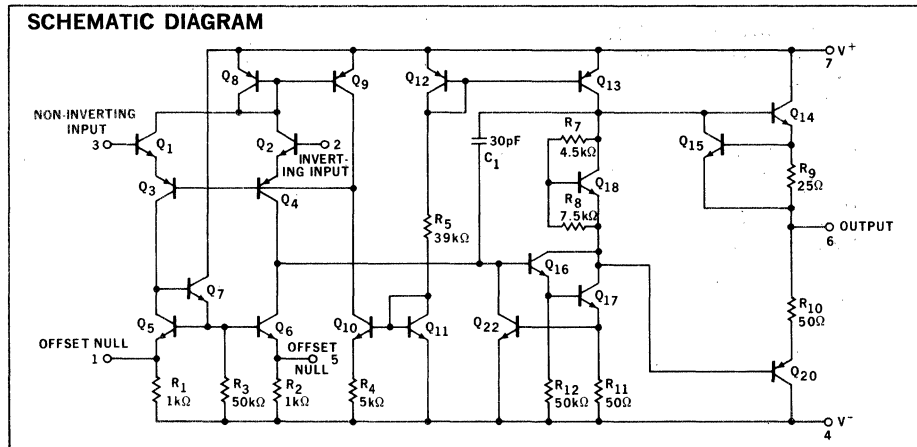 SCHEMATIC DIAGRAM
V+
7
Q8
Q9
Q12
Q13
Q14
NON-INVERTING
INPUT
3
Q1
Q2
2
INVERT-
ING INPUT
30pF
C1
R7
4.5kΩ
Q15
Q18
R9
25Ω
Q3
Q4
R8
7.5kΩ
R5
39kΩ
OUTPUT
6
Q16
Q7
Q17
R10
50Ω
Q5
Q6
Q10
Q11
Q22
Q20
OFFSET NULL
1
OFFSET
NULL
5
R1
1kΩ
R3
50kΩ
R2
1kΩ
R4
5kΩ
R12
50kΩ
R11
50Ω
V-
4